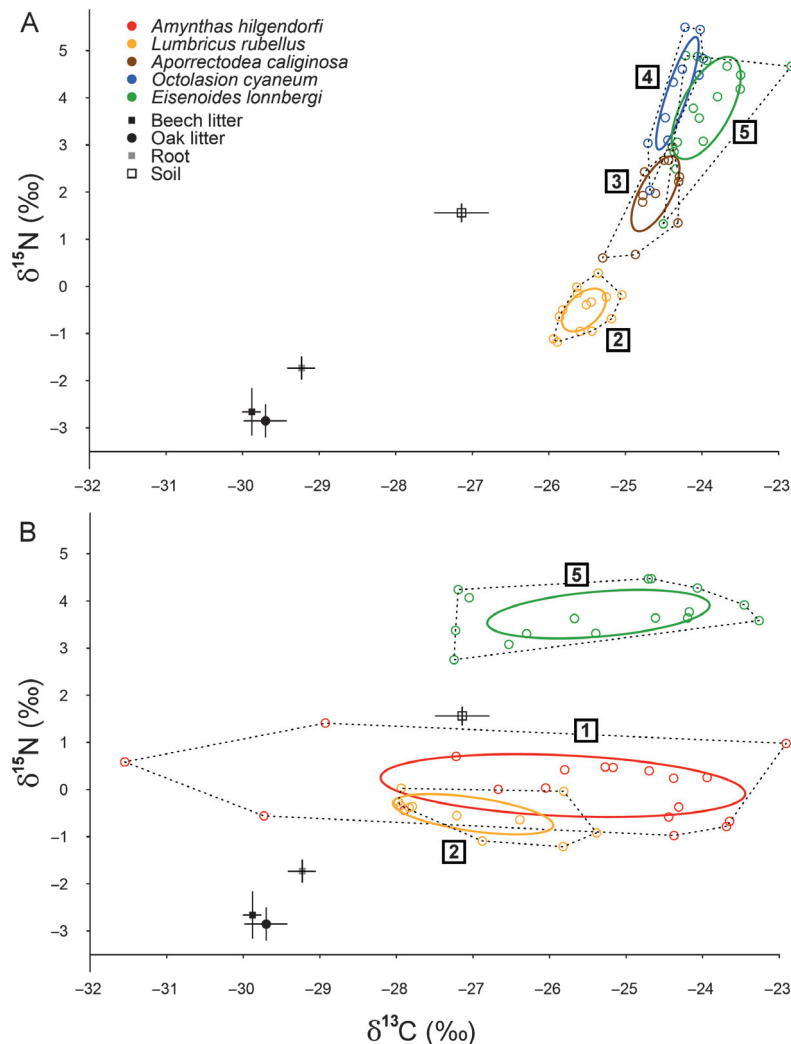 A
Amynthas hilgendorfi
Lumbricus rubellus
Aporrectodea caliginosa
Octolasion cyaneum
Eisenoides lonnbergi
Beech litter
Oak litter
Root
Soil
5
4
3
2
1
0
–1
–2
–3
δ15N (‰)
4
5
3
2
–32 –31 –30 –29 –28 –27 –26 –25 –24 –23
B
5
4
3
2
1
0
–1
–2
–3
δ15N (‰)
5
1
2
–32 –31 –30 –29 –28 –27 –26 –25 –24 –23
δ13C (‰)